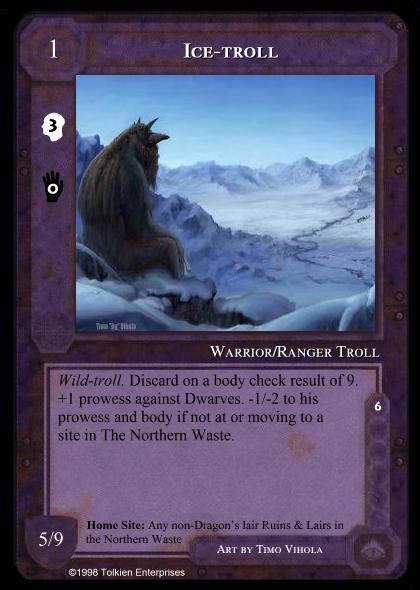 1
ICE-TROLL
3
0
Timo "Big" Vihola
WARRIOR/RANGER TROLL
Wild-troll. Discard on a body check result of 9.
+1 prowess against Dwarves. -1/-2 to his
prowess and body if not at or moving to a
site in The Northern Waste.
6
Home Site: Any non-Dragon's lair Ruins & Lairs in
the Northern Waste
5/9
ART BY TIMO VIHOLA
©1998 Tolkien Enterprises